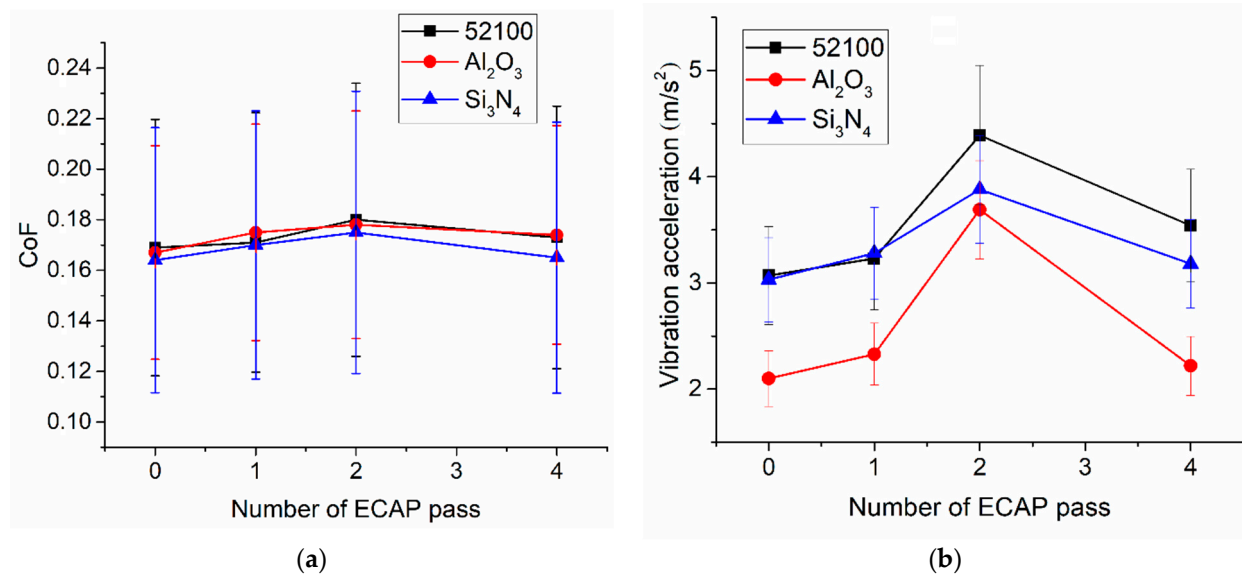 52100
Al₂O₃
Si₃N₄
0.24
0.22
0.20
0.18
0.16
0.14
0.12
0.10
CoF
0 1 2 3 4
Number of ECAP pass
(a)
52100
Al₂O₃
Si₃N₄
5
4
3
2
Vibration acceleration (m/s²)
0 1 2 3 4
Number of ECAP pass
(b)